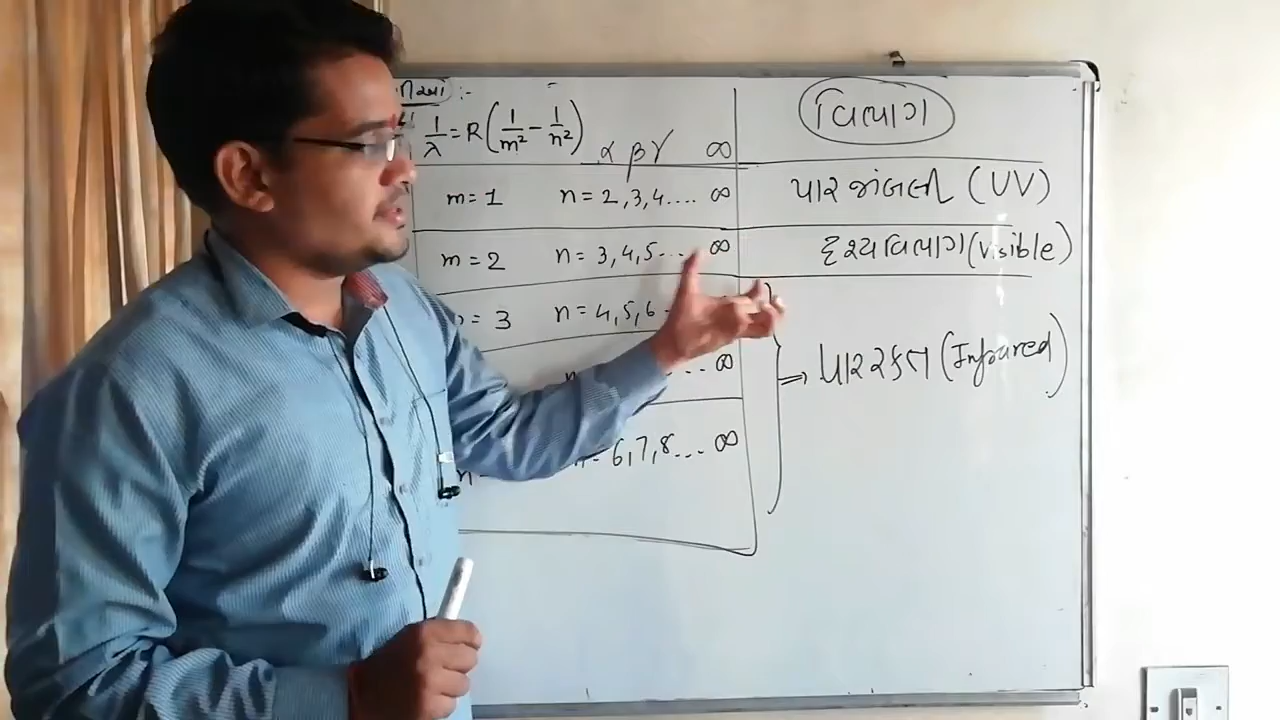 1/λ = R(1/m² - 1/n²) α β γ ∞ વિભાગ
m = 1 n = 2,3,4.... ∞ પારજાંબલી (UV)
m = 2 n = 3,4,5... ∞ દૃશ્યવિભાગ (visible)
= 3 n = 4,5,6
∞ ⇒ પારરક્ત (Infrared)
6,7,8... ∞